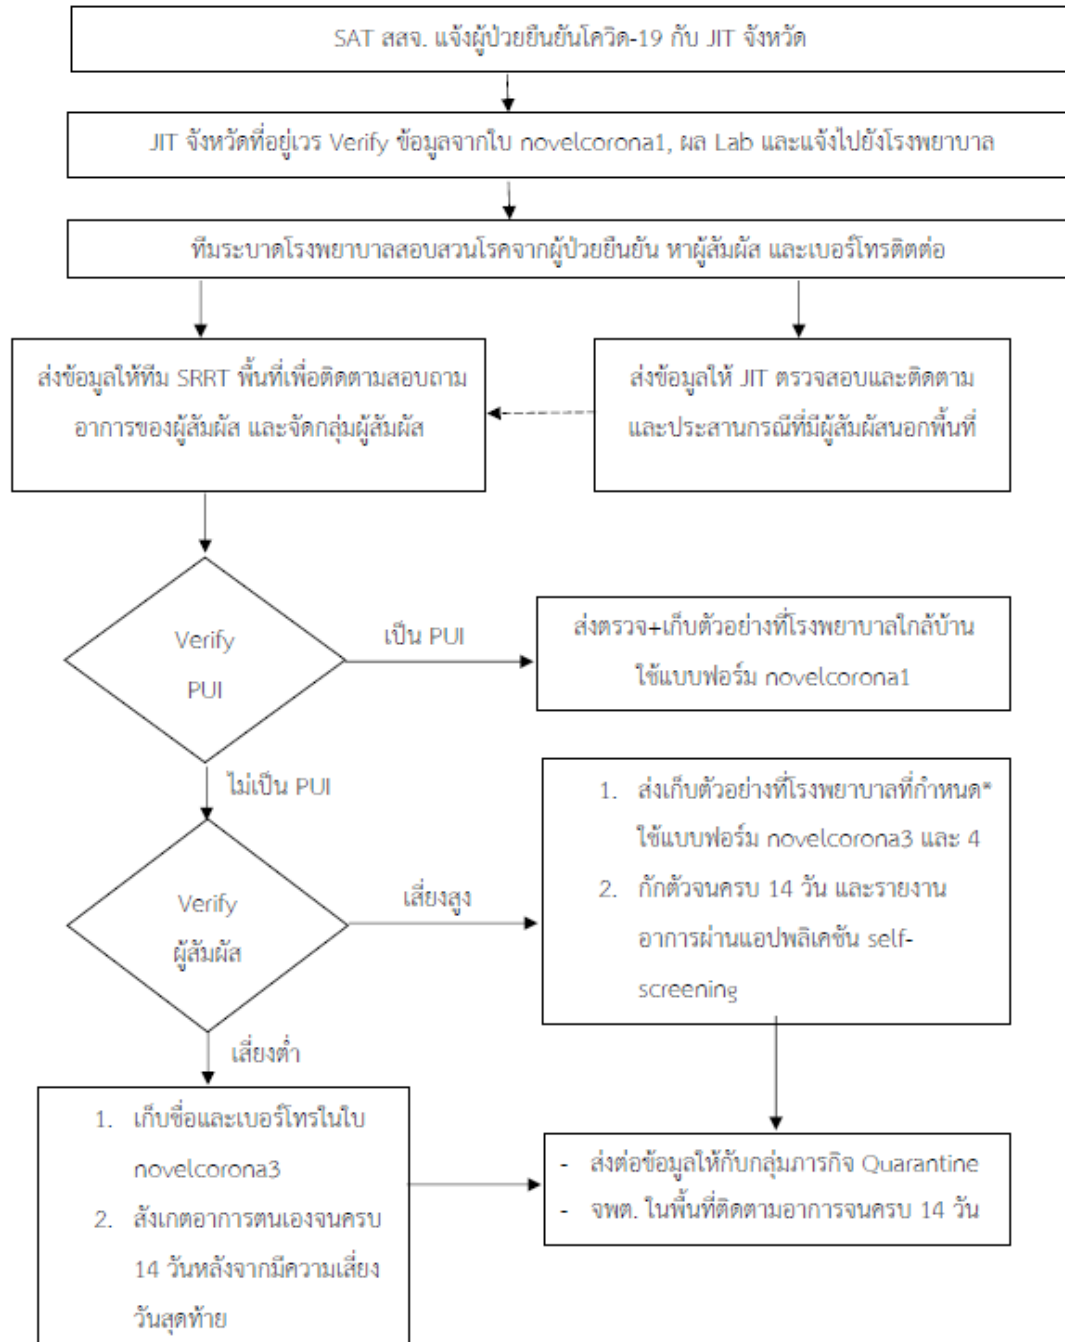 SAT สสจ. แจ้งผู้ป่วยยืนยันโควิด-19 กับ JIT จังหวัด
JIT จังหวัดที่อยู่เวร Verify ข้อมูลจากใบ novelcorona1, ผล Lab และแจ้งไปยังโรงพยาบาล
ทีมระบาดโรงพยาบาลสอบสวนโรคจากผู้ป่วยยืนยัน หาผู้สัมผัส และเบอร์โทรติดต่อ
ส่งข้อมูลให้ทีม SRRT พื้นที่เพื่อติดตามสอบถาม
อาการของผู้สัมผัส และจัดกลุ่มผู้สัมผัส
ส่งข้อมูลให้ JIT ตรวจสอบและติดตาม
และประสานกรณีที่มีผู้สัมผัสนอกพื้นที่
Verify
PUI
เป็น PUI
ส่งตรวจ+เก็บตัวอย่างที่โรงพยาบาลใกล้บ้าน
ใช้แบบฟอร์ม novelcorona1
ไม่เป็น PUI
Verify
ผู้สัมผัส
เสี่ยงสูง
1. ส่งเก็บตัวอย่างที่โรงพยาบาลที่กำหนด*
ใช้แบบฟอร์ม novelcorona3 และ 4
2. กักตัวจนครบ 14 วัน และรายงาน
อาการผ่านแอปพลิเคชัน self-
screening
เสี่ยงต่ำ
1. เก็บชื่อและเบอร์โทรในใบ
novelcorona3
2. สังเกตอาการตนเองจนครบ
14 วันหลังจากมีความเสี่ยง
วันสุดท้าย
- ส่งต่อข้อมูลให้กับกลุ่มภารกิจ Quarantine
- จพต. ในพื้นที่ติดตามอาการจนครบ 14 วัน